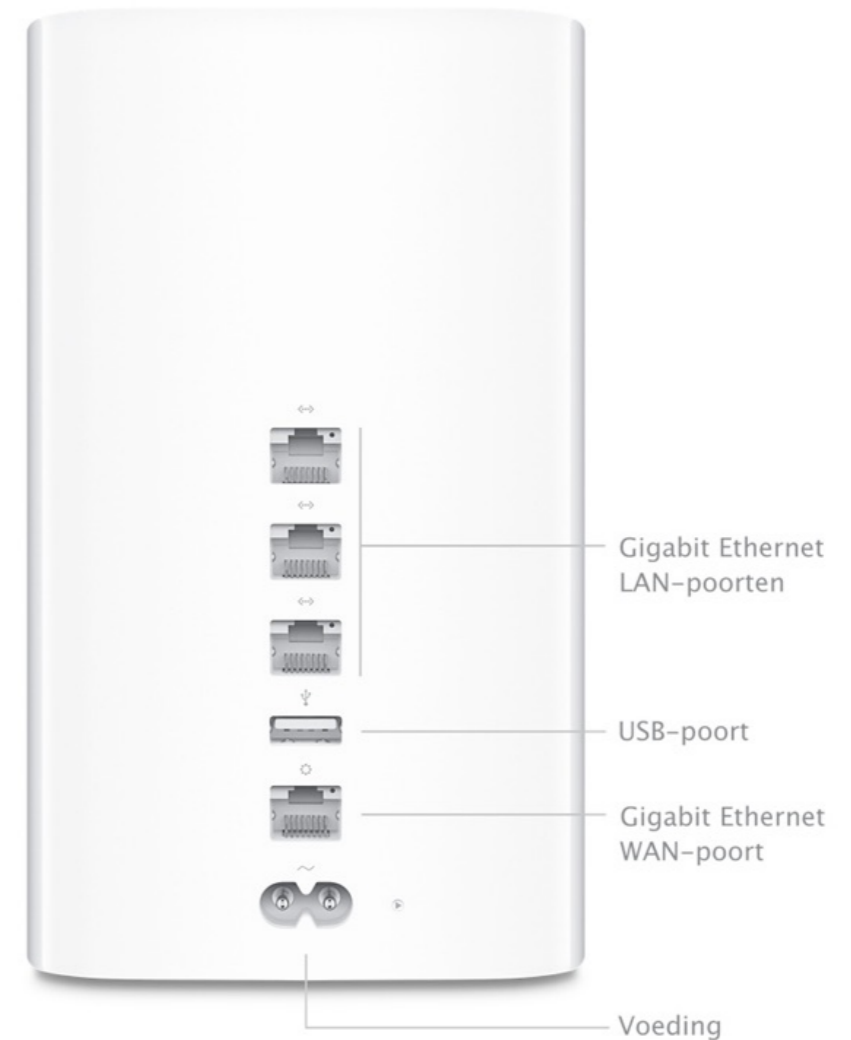 Gigabit Ethernet
LAN-poorten
USB-poort
Gigabit Ethernet
WAN-poort
Voeding